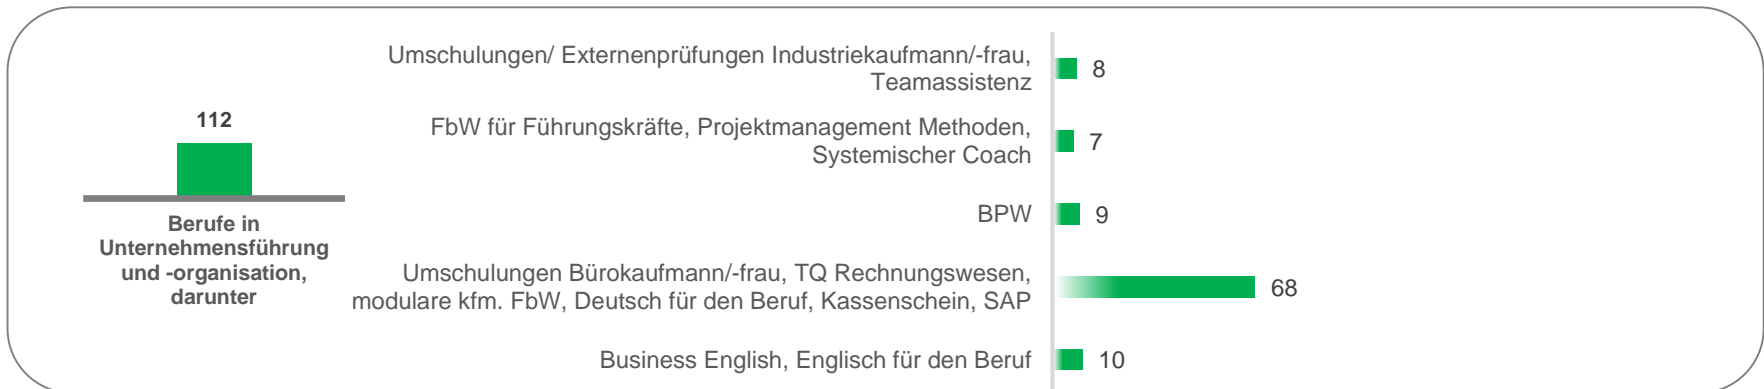 112
Berufe in
Unternehmensführung
und -organisation,
darunter
Umschulungen/ Externenprüfungen Industriekaufmann/-frau,
Teamassistenz
8
FbW für Führungskräfte, Projektmanagement Methoden,
Systemischer Coach
7
BPW
9
Umschulungen Bürokaufmann/-frau, TQ Rechnungswesen,
modulare kfm. FbW, Deutsch für den Beruf, Kassenschein, SAP
68
Business English, Englisch für den Beruf
10